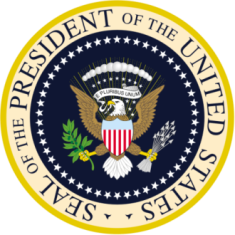 SEAL OF THE PRESIDENT OF THE UNITED STATES
E PLURIBUS UNUM